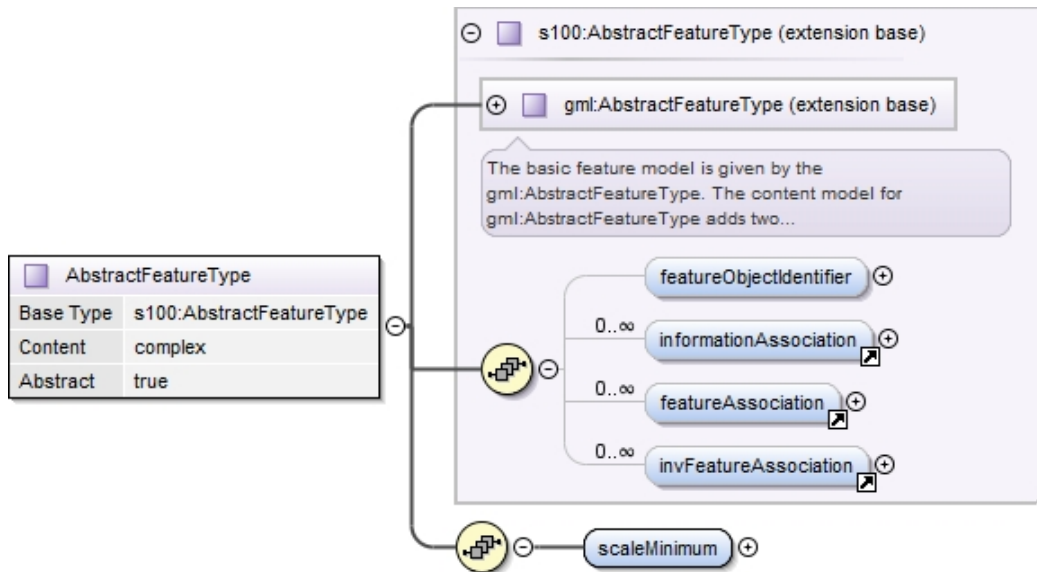 s100:AbstractFeatureType (extension base)
gml:AbstractFeatureType (extension base)
The basic feature model is given by the
gml:AbstractFeatureType. The content model for
gml:AbstractFeatureType adds two...
AbstractFeatureType
Base Type s100:AbstractFeatureType
Content complex
Abstract true
featureObjectIdentifier
0..∞
informationAssociation
0..∞
featureAssociation
0..∞
invFeatureAssociation
scaleMinimum